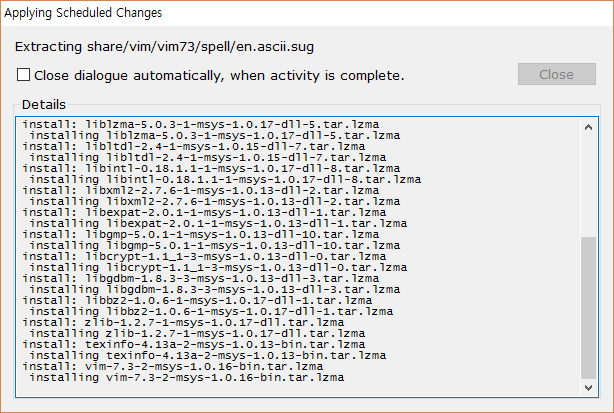 Applying Scheduled Changes
Extracting share/vim/vim73/spell/en.ascii.sug
Close dialogue automatically, when activity is complete.
Close
Details
install: liblzma-5.0.3-1-msys-1.0.17-dll-5.tar.lzma
 installing liblzma-5.0.3-1-msys-1.0.17-dll-5.tar.lzma
install: libltdl-2.4-1-msys-1.0.15-dll-7.tar.lzma
 installing libltdl-2.4-1-msys-1.0.15-dll-7.tar.lzma
install: libintl-0.18.1.1-1-msys-1.0.17-dll-8.tar.lzma
 installing libintl-0.18.1.1-1-msys-1.0.17-dll-8.tar.lzma
install: libxml2-2.7.6-1-msys-1.0.13-dll-2.tar.lzma
 installing libxml2-2.7.6-1-msys-1.0.13-dll-2.tar.lzma
install: libexpat-2.0.1-1-msys-1.0.13-dll-1.tar.lzma
 installing libexpat-2.0.1-1-msys-1.0.13-dll-1.tar.lzma
install: libgmp-5.0.1-1-msys-1.0.13-dll-10.tar.lzma
 installing libgmp-5.0.1-1-msys-1.0.13-dll-10.tar.lzma
install: libcrypt-1.1_1-3-msys-1.0.13-dll-0.tar.lzma
 installing libcrypt-1.1_1-3-msys-1.0.13-dll-0.tar.lzma
install: libgdbm-1.8.3-3-msys-1.0.13-dll-3.tar.lzma
 installing libgdbm-1.8.3-3-msys-1.0.13-dll-3.tar.lzma
install: libbz2-1.0.6-1-msys-1.0.17-dll-1.tar.lzma
 installing libbz2-1.0.6-1-msys-1.0.17-dll-1.tar.lzma
install: zlib-1.2.7-1-msys-1.0.17-dll.tar.lzma
 installing zlib-1.2.7-1-msys-1.0.17-dll.tar.lzma
install: texinfo-4.13a-2-msys-1.0.13-bin.tar.lzma
 installing texinfo-4.13a-2-msys-1.0.13-bin.tar.lzma
install: vim-7.3-2-msys-1.0.16-bin.tar.lzma
 installing vim-7.3-2-msys-1.0.16-bin.tar.lzma